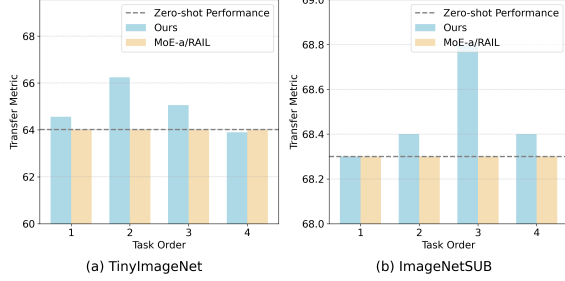 Zero-shot Performance
Ours
MoE-a/RAIL
Transfer Metric
68
66
64
62
60
1 2 3 4
Task Order
(a) TinyImageNet
Zero-shot Performance
Ours
MoE-a/RAIL
Transfer Metric
69.0
68.8
68.6
68.4
68.2
68.0
1 2 3 4
Task Order
(b) ImageNetSUB